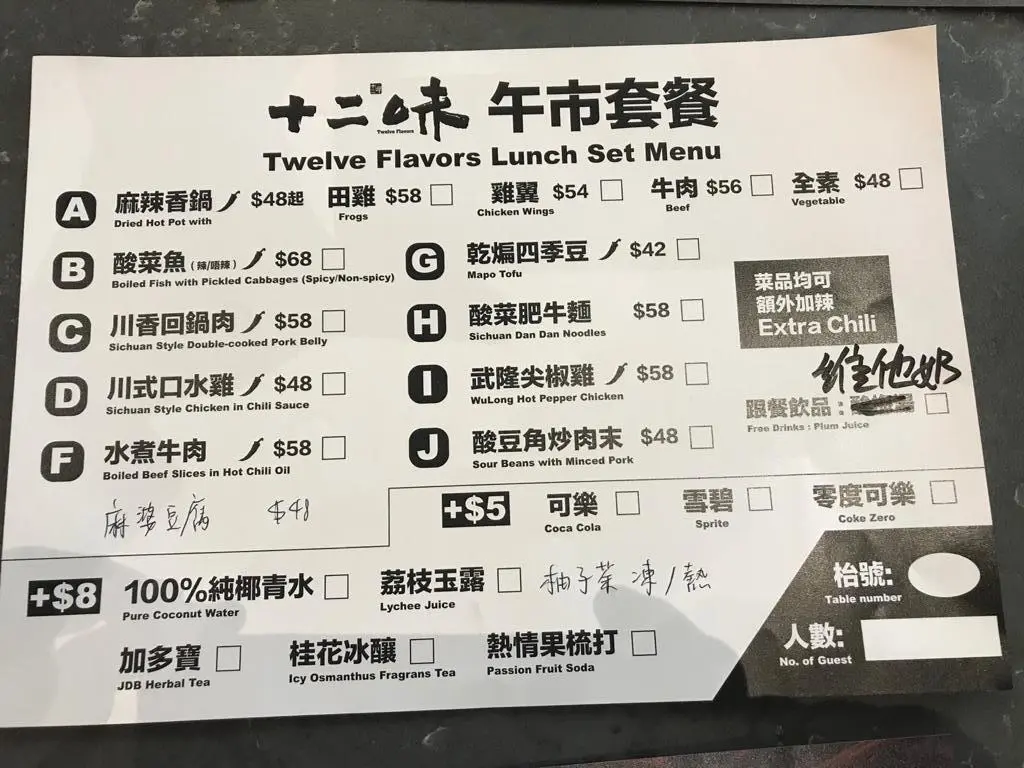 十二味 午市套餐
Twelve Flavors
Twelve Flavors Lunch Set Menu
A 麻辣香鍋 $48起 田雞 $58 雞翼 $54 牛肉 $56 全素 $48
Dried Hot Pot with Frogs Chicken Wings Beef Vegetable
B 酸菜魚（辣/唔辣） $68
Boiled Fish with Pickled Cabbages (Spicy/Non-spicy)
G 乾煸四季豆 $42
Mapo Tofu
C 川香回鍋肉 $58
Sichuan Style Double-cooked Pork Belly
H 酸菜肥牛麵 $58
Sichuan Dan Dan Noodles
D 川式口水雞 $48
Sichuan Style Chicken in Chili Sauce
I 武隆尖椒雞 $58
WuLong Hot Pepper Chicken
F 水煮牛肉 $58
Boiled Beef Slices in Hot Chili Oil
J 酸豆角炒肉末 $48
Sour Beans with Minced Pork
麻婆豆腐 $48
菜品均可
額外加辣
Extra Chili
維他奶
跟餐飲品：
Free Drinks : Plum Juice
+$5 可樂 雪碧 零度可樂
Coca Cola Sprite Coke Zero
+$8 100%純椰青水 荔枝玉露 柚子茶 凍/熱
Pure Coconut Water Lychee Juice
加多寶 桂花冰釀 熱情果梳打
JDB Herbal Tea Icy Osmanthus Fragrans Tea Passion Fruit Soda
枱號:
Table number
人數:
No. of Guest